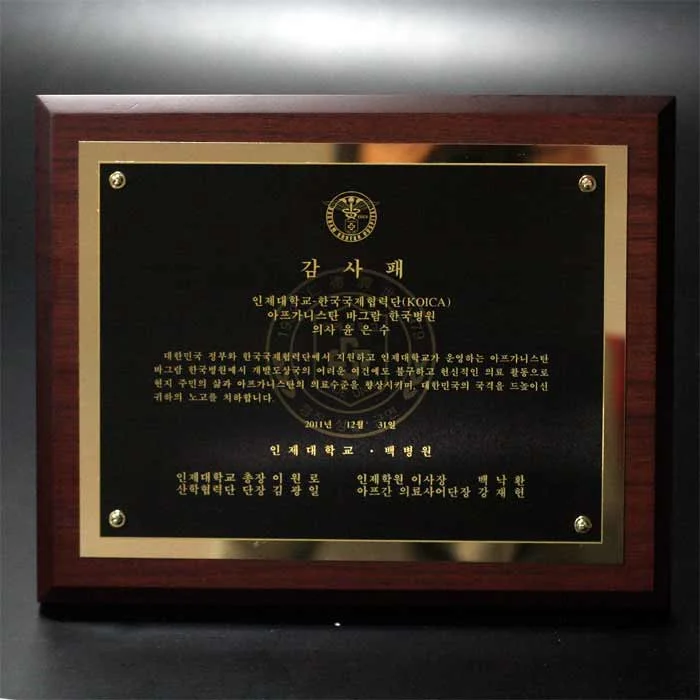 감사패
인제대학교-한국국제협력단(KOICA)
아프가니스탄 바그람 한국병원
의사 윤은수
대한민국 정부와 한국국제협력단에서 지원하고 인제대학교가 운영하는 아프가니스탄
바그람 한국병원에서 개발도상국의 어려운 여건에도 불구하고 헌신적인 의료 활동으로
현지 주민의 삶과 아프가니스탄의 의료수준을 향상시키며, 대한민국의 국격을 드높이신
귀하의 노고를 치하합니다.
2011년 12월 31일
인제대학교 · 백병원
인제대학교 총장 이원로 인제학원 이사장 백낙환
산학협력단 단장 김광일 아프간 의료사어단장 강재헌